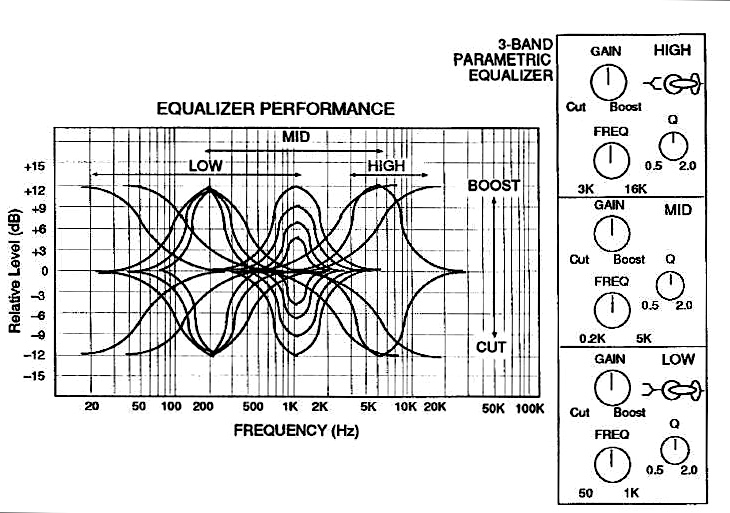 3-BAND
PARAMETRIC
EQUALIZER
EQUALIZER PERFORMANCE
MID
LOW
HIGH
BOOST
CUT
Relative Level (dB)
+15
+12
+9
+6
+3
0
−3
−6
−9
−12
−15
20 50 100 200 500 1K 2K 5K 10K 20K 50K 100K
FREQUENCY (Hz)
GAIN HIGH
Cut Boost
FREQ Q
0.5 2.0
3K 16K
GAIN MID
Cut Boost
FREQ Q
0.5 2.0
0.2K 5K
GAIN LOW
Cut Boost
FREQ Q
0.5 2.0
50 1K